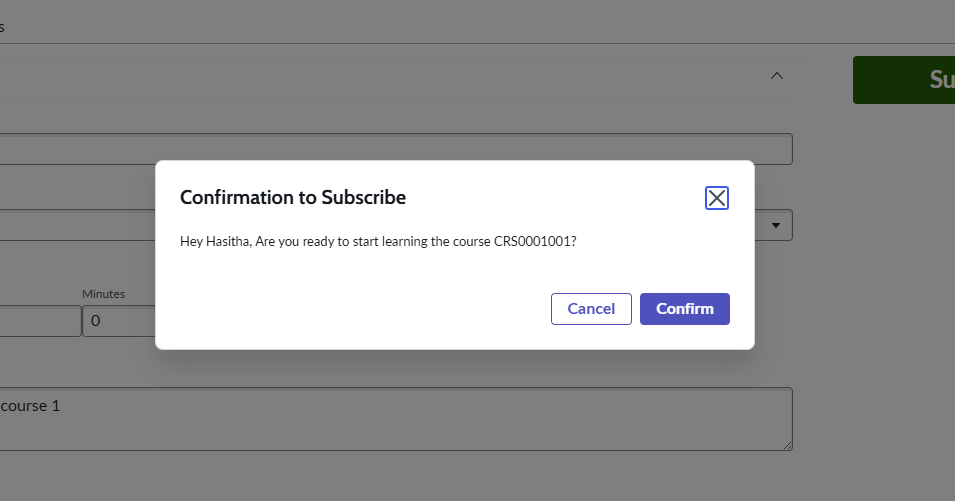 s
Su
Confirmation to Subscribe
Hey Hasitha, Are you ready to start learning the course CRS0001001?
Minutes
0
Cancel Confirm
course 1